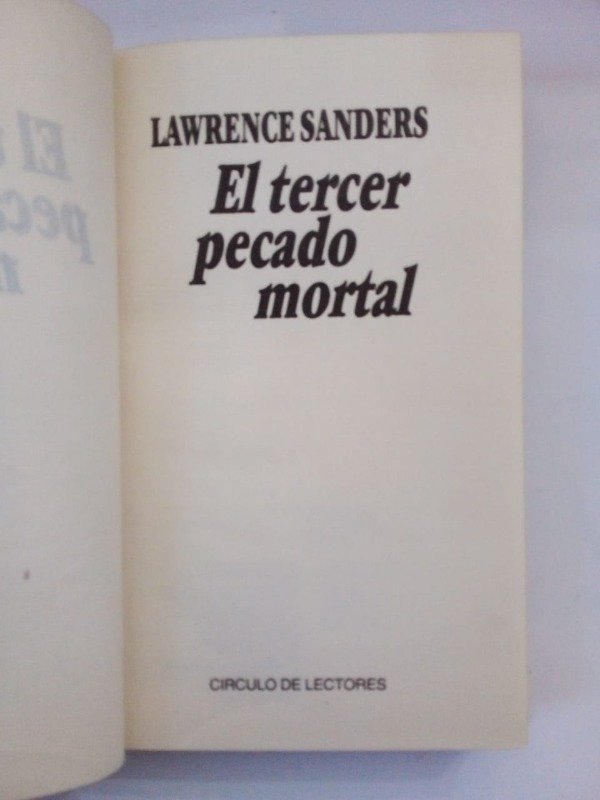 LAWRENCE SANDERS
El tercer
pecado
mortal
CIRCULO DE LECTORES